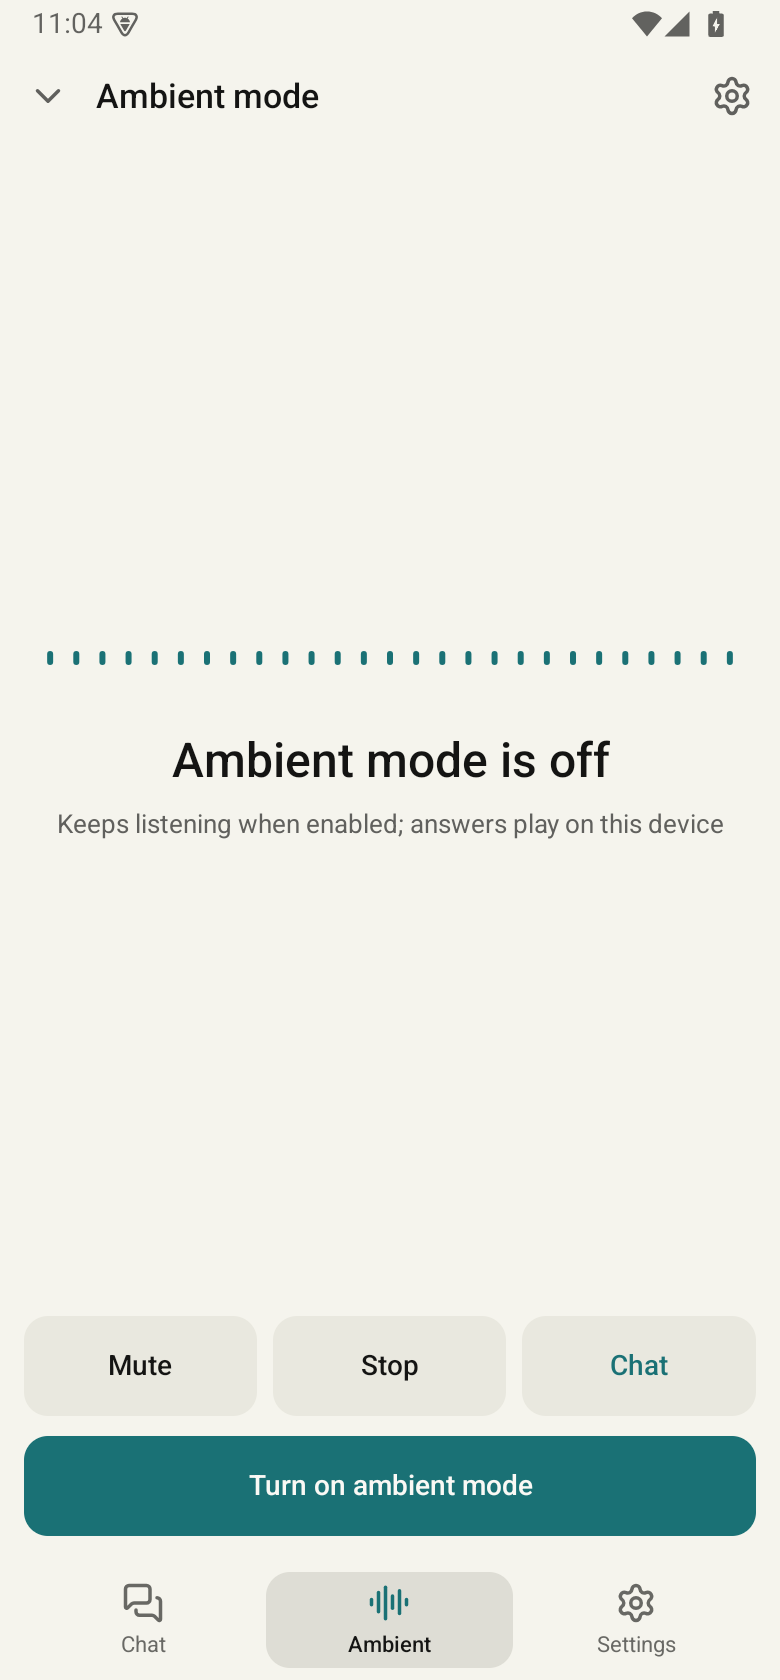 11:04
Ambient mode
Ambient mode is off
Keeps listening when enabled; answers play on this device
Mute
Stop
Chat
Turn on ambient mode
Chat
Ambient
Settings